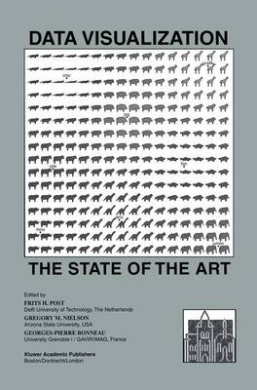 DATA VISUALIZATION
THE STATE OF THE ART
Edited by
FRITS H. POST
Delft University of Technology, The Netherlands
GREGORY M. NIELSON
Arizona State University, USA
GEORGES-PIERRE BONNEAU
University Grenoble I / GRAVIR/IMAG, France
Kluwer Academic Publishers
Boston/Dordrecht/London